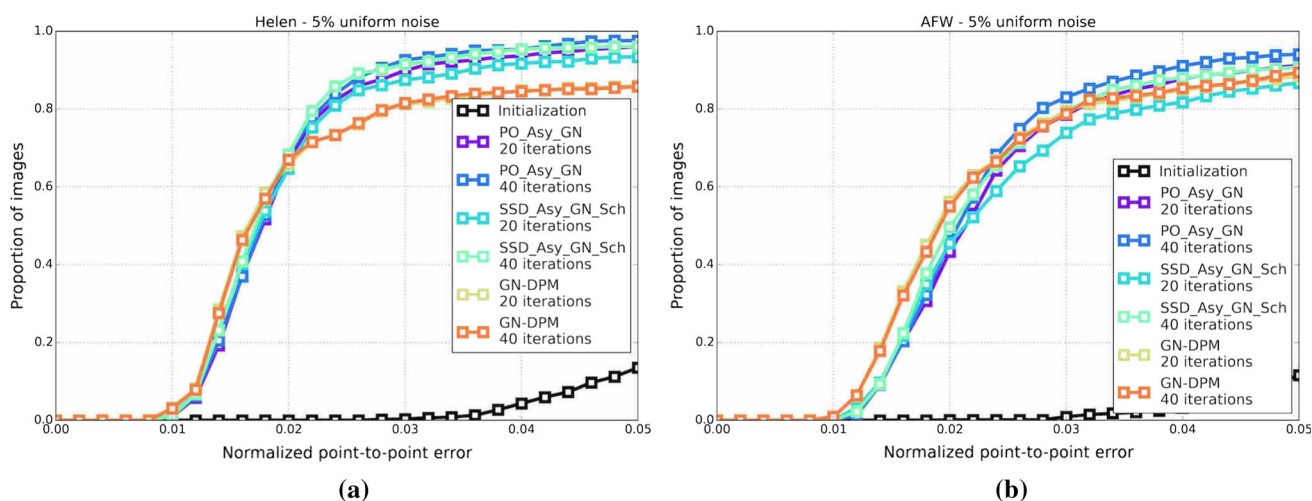 Helen - 5% uniform noise
1.0
0.8
0.6
0.4
0.2
0.0
Proportion of images
0.00
0.01
0.02
0.03
0.04
0.05
Normalized point-to-point error
Initialization
PO_Asy_GN
20 iterations
PO_Asy_GN
40 iterations
SSD_Asy_GN_Sch
20 iterations
SSD_Asy_GN_Sch
40 iterations
GN-DPM
20 iterations
GN-DPM
40 iterations
(a)
AFW - 5% uniform noise
1.0
0.8
0.6
0.4
0.2
0.0
Proportion of images
0.00
0.01
0.02
0.03
0.04
0.05
Normalized point-to-point error
Initialization
PO_Asy_GN
20 iterations
PO_Asy_GN
40 iterations
SSD_Asy_GN_Sch
20 iterations
SSD_Asy_GN_Sch
40 iterations
GN-DPM
20 iterations
GN-DPM
40 iterations
(b)